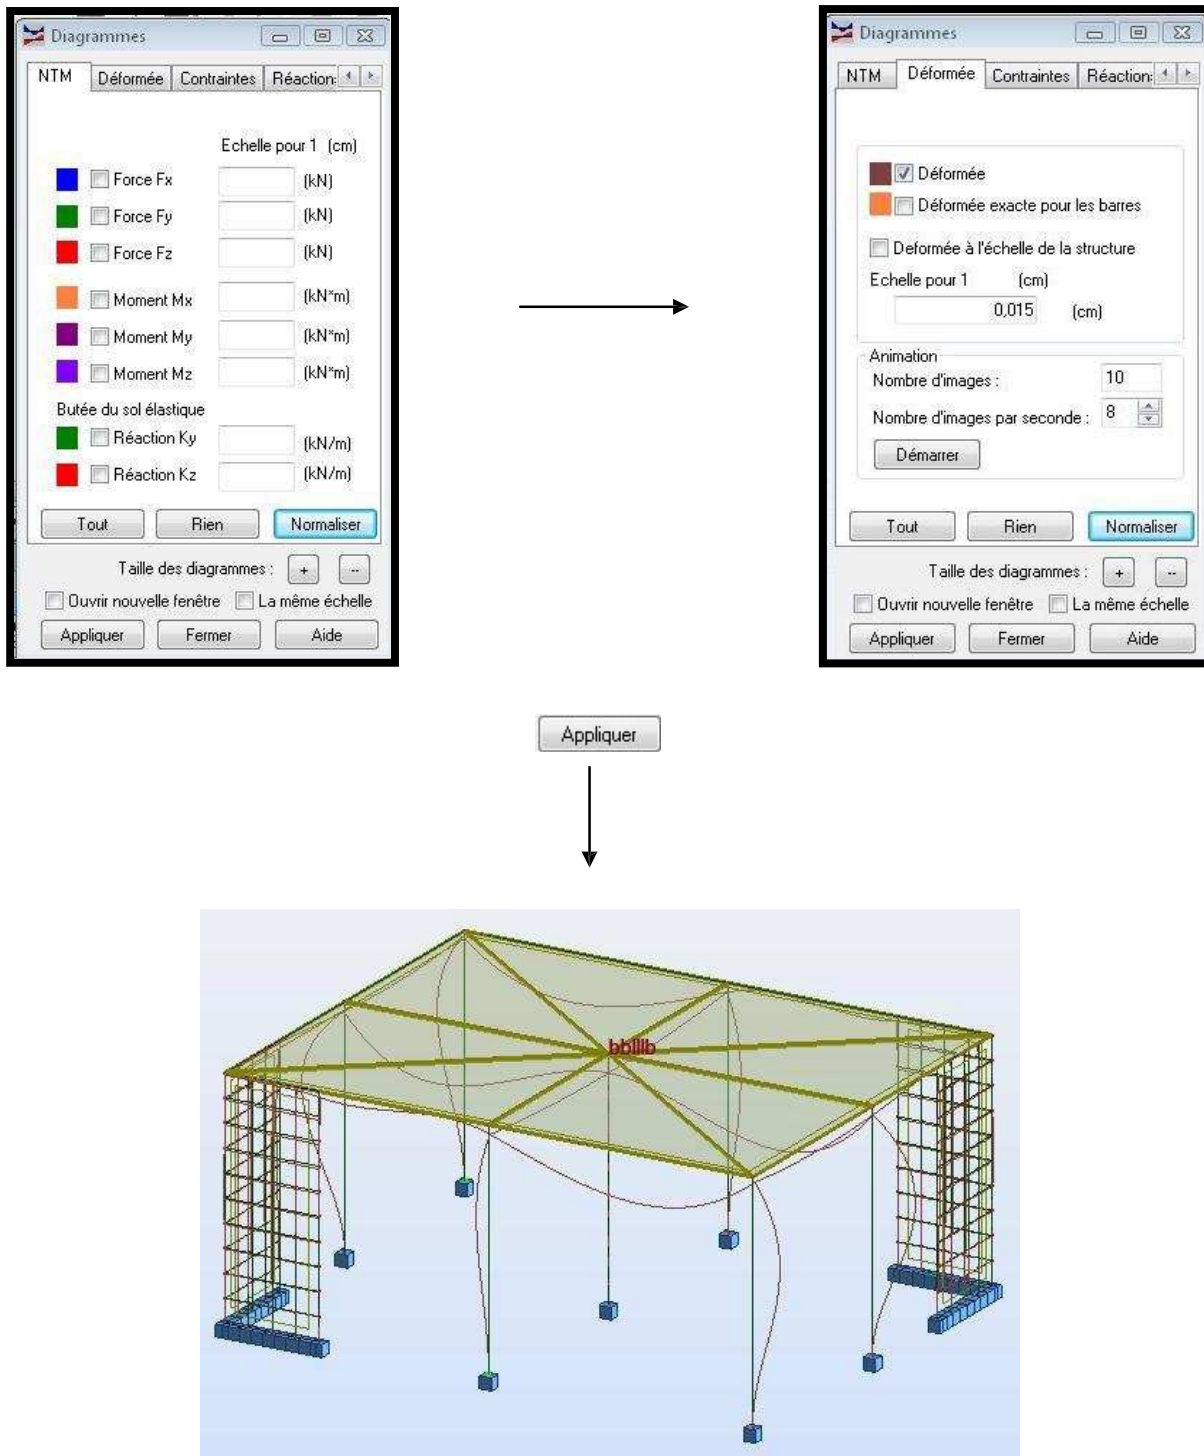 Diagrammes
NTM Déformée Contraintes Réaction:
Echelle pour 1 (cm)
Force Fx (kN)
Force Fy (kN)
Force Fz (kN)
Moment Mx (kN*m)
Moment My (kN*m)
Moment Mz (kN*m)
Butée du sol élastique
Réaction Ky (kN/m)
Réaction Kz (kN/m)
Tout Rien Normaliser
Taille des diagrammes : + --
Ouvrir nouvelle fenêtre La même échelle
Appliquer Fermer Aide
Diagrammes
NTM Déformée Contraintes Réaction:
Déformée
Déformée exacte pour les barres
Deformée à l'échelle de la structure
Echelle pour 1 (cm)
0,015 (cm)
Animation
Nombre d'images : 10
Nombre d'images par seconde : 8
Démarrer
Tout Rien Normaliser
Taille des diagrammes : + --
Ouvrir nouvelle fenêtre La même échelle
Appliquer Fermer Aide
Appliquer